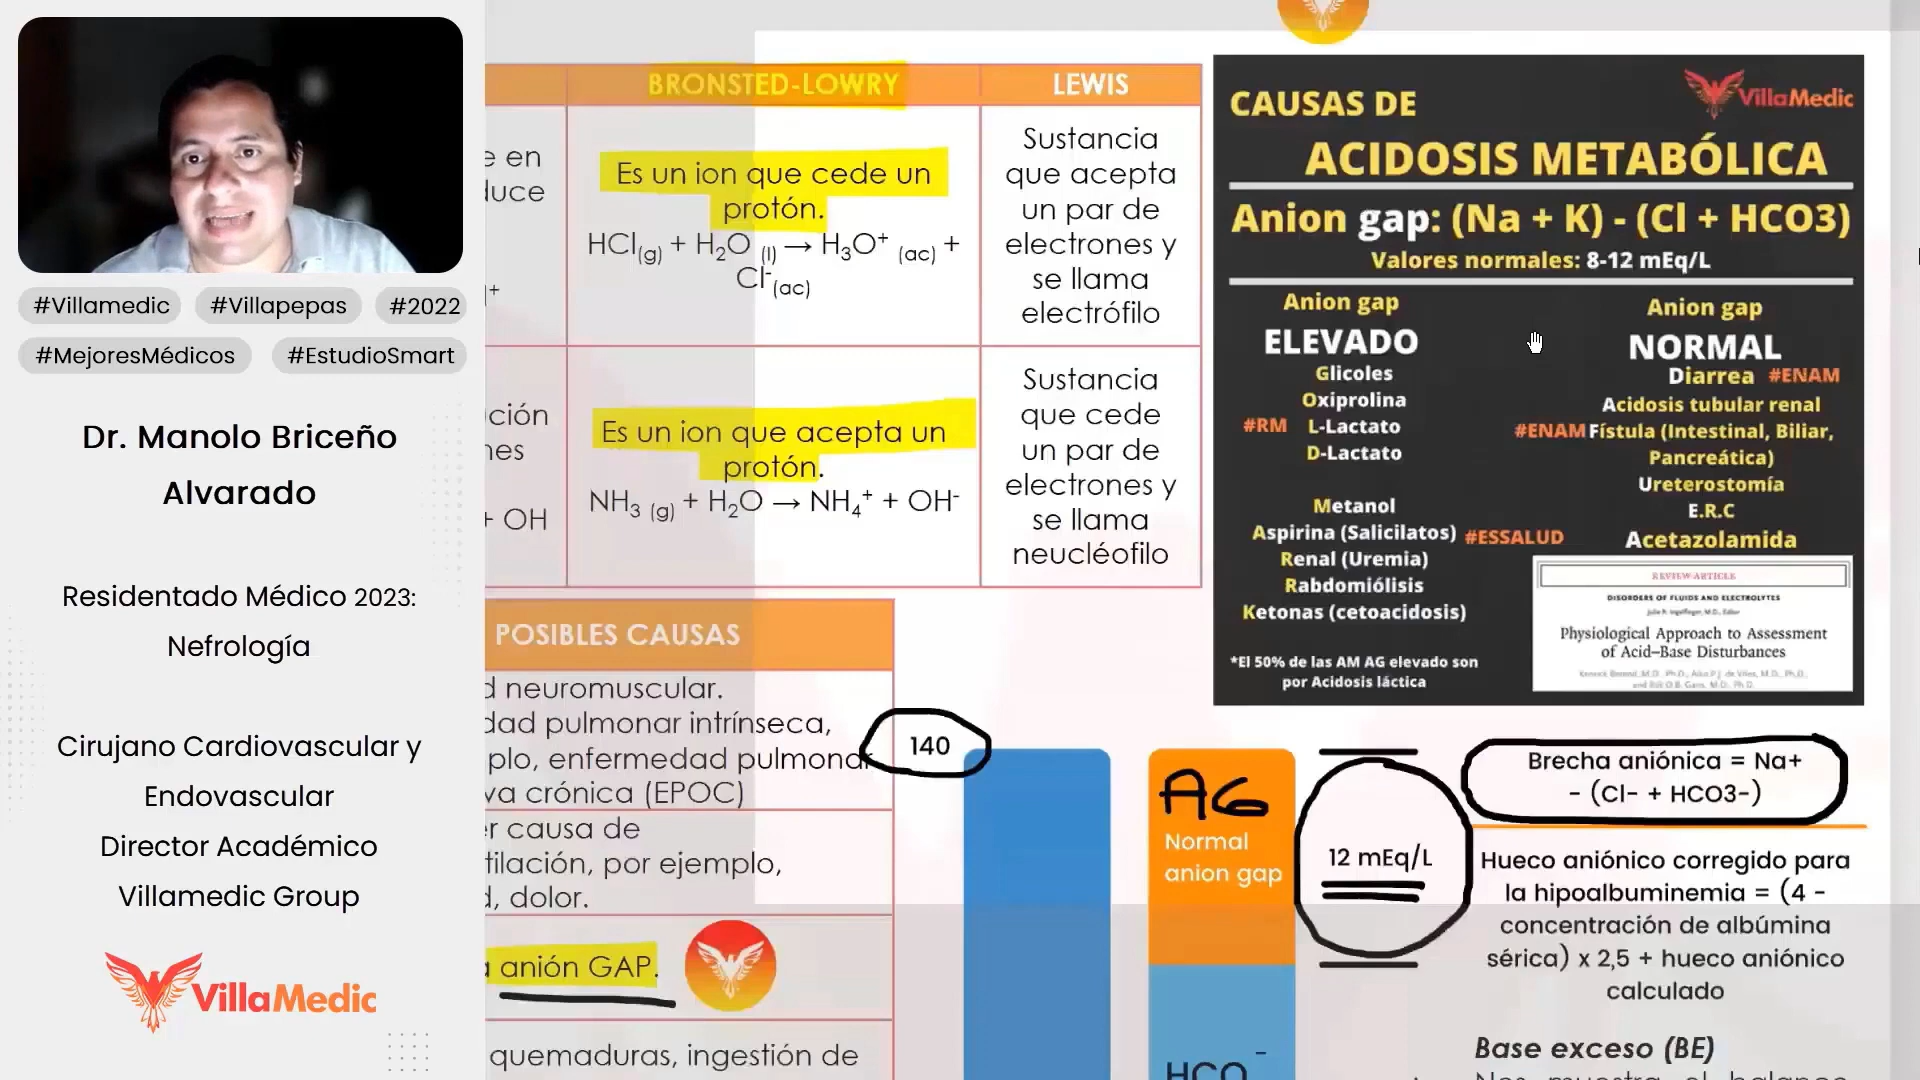 #Villamedic #Villapepas #2022
#MejoresMédicos #EstudioSmart
Dr. Manolo Briceño
Alvarado
Residentado Médico 2023:
Nefrología
Cirujano Cardiovascular y
Endovascular
Director Académico
Villamedic Group
VillaMedic
BRONSTED-LOWRY
LEWIS
e en
duce
Es un ion que cede un
protón.
HCl(g) + H2O (l) → H3O+ (ac) +
Cl-(ac)
Sustancia
que acepta
un par de
electrones y
se llama
electrófilo
ción
nes
+ OH
Es un ion que acepta un
protón.
NH3 (g) + H2O → NH4+ + OH-
Sustancia
que cede
un par de
electrones y
se llama
neucléofilo
POSIBLES CAUSAS
d neuromuscular.
dad pulmonar intrínseca,
plo, enfermedad pulmonar
va crónica (EPOC)
er causa de
tilación, por ejemplo,
, dolor.
a anión GAP.
quemaduras, ingestión de
VillaMedic
CAUSAS DE
ACIDOSIS METABÓLICA
Anion gap: (Na + K) - (Cl + HCO3)
Valores normales: 8-12 mEq/L
Anion gap
ELEVADO
Glicoles
Oxiprolina
#RM L-Lactato
D-Lactato
Metanol
Aspirina (Salicilatos) #ESSALUD
Renal (Uremia)
Rabdomiólisis
Ketonas (cetoacidosis)
*El 50% de las AM AG elevado son
por Acidosis láctica
Anion gap
NORMAL
Diarrea #ENAM
Acidosis tubular renal
#ENAM Fístula (Intestinal, Biliar,
Pancreática)
Ureterostomía
E.R.C
Acetazolamida
REVIEW ARTICLE
DISORDERS OF FLUIDS AND ELECTROLYTES
Physiological Approach to Assessment
of Acid–Base Disturbances
140
AG
Normal
anion gap
HCO-
12 mEq/L
Brecha aniónica = Na+
- (Cl- + HCO3-)
Hueco aniónico corregido para
la hipoalbuminemia = (4 -
concentración de albúmina
sérica) x 2,5 + hueco aniónico
calculado
Base exceso (BE)